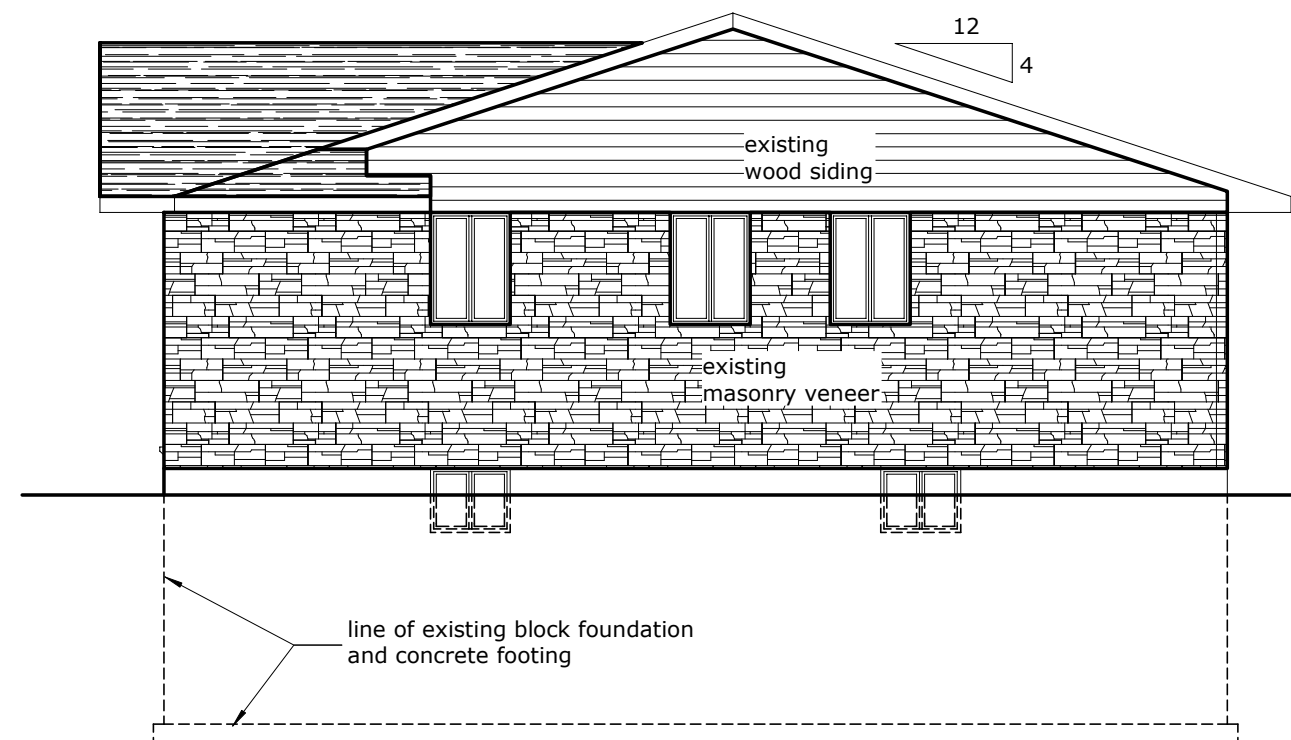 12
4
existing
wood siding
existing
masonry veneer
line of existing block foundation
and concrete footing